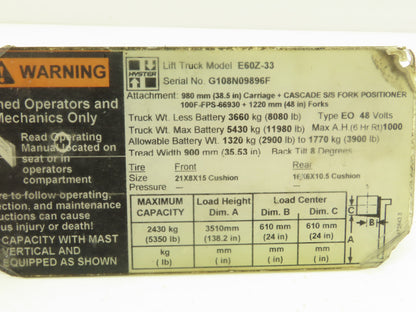 WARNING
ned Operators and
Mechanics Only
Read Operating
Manual located on
seat or in
operators
compartment
e to follow operating,
ection, and maintenance
uctions can cause
us injury or death!
CAPACITY WITH MAST
VERTICAL AND
EQUIPPED AS
HYSTER
Lift Truck Model E60Z-33
Serial No. G108N09896F
Attachment: 980 mm (38.5 in) Carriage + CASCADE S/S FORK POSITIONER
100F-FPS-66930 + 1220 mm (48 in) Forks
Truck Wt. Less Battery 3660 kg (8080 lb) Truck Type EO 48 Volts
Truck Wt. Max Battery 5430 kg (11980 lb) Max A.H.(6 Hr Rt)1000
Allowable Battery Wt. 1320 kg (2900 lb) to 1770 kg (3900 lb)
Tread Width 900 mm (35.53 in) Back Tilt 8 Degrees
Tire Front Rear
Size 21X8X15 Cushion 16X6X10.5 Cushion
Pressure — —
MAXIMUM CAPACITY Load Height Dim. A Load Center Dim. B Dim. C
2430 kg 3510mm 610 mm 610 mm
(5350 lb) (138.2 in) (24 in) (24 in)
kg mm mm mm
( lb) ( in) ( in) ( in)
C
B
A